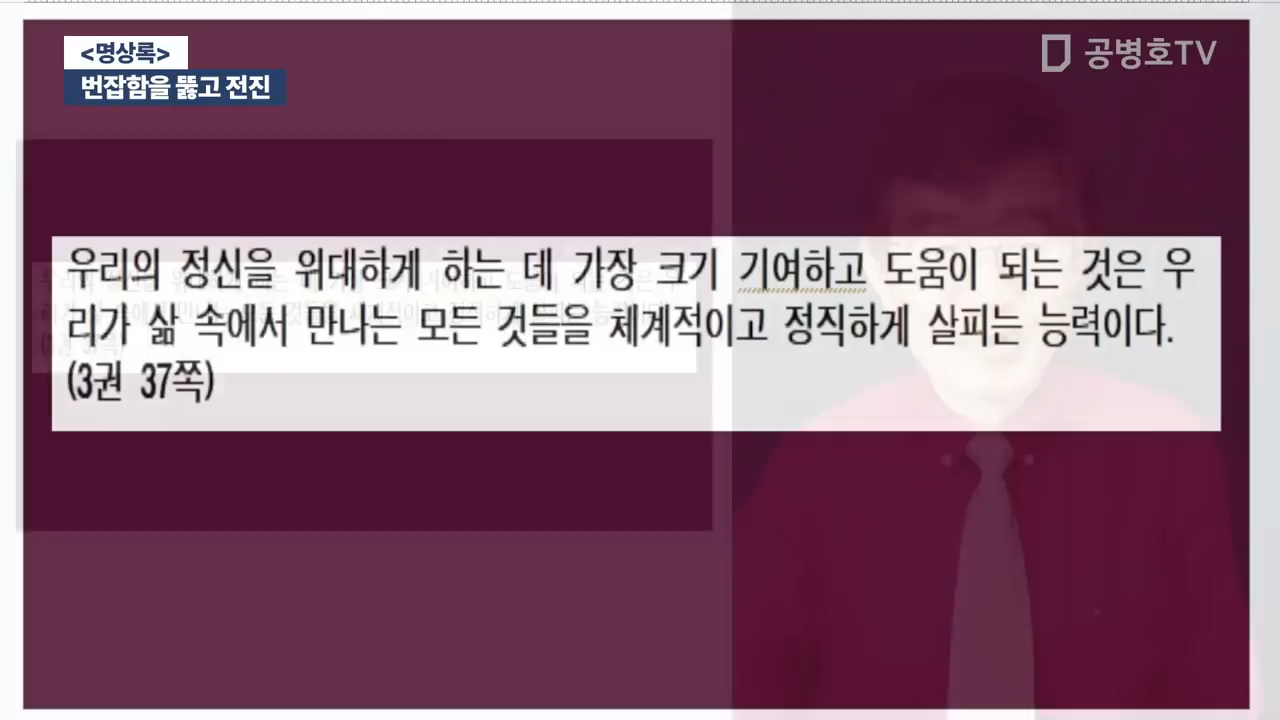 <명상록>
번잡함을 뚫고 전진
공병호TV
우리의 정신을 위대하게 하는 데 가장 크기 기여하고 도움이 되는 것은 우
리가 삶 속에서 만나는 모든 것들을 체계적이고 정직하게 살피는 능력이다.
(3권 37쪽)